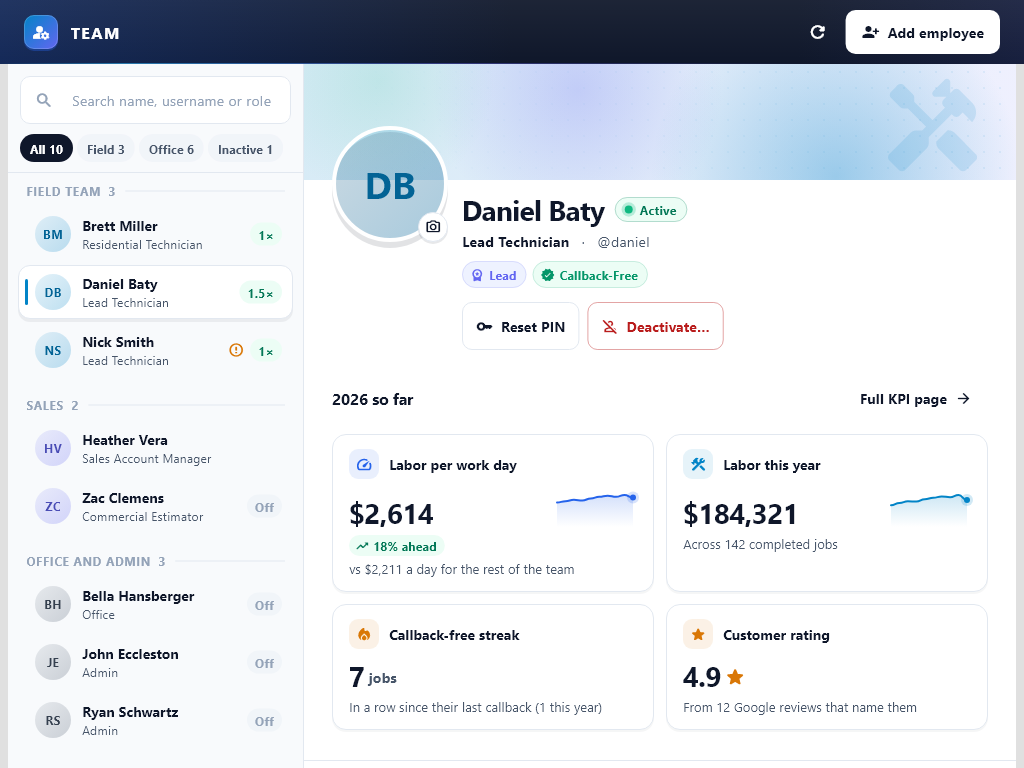 TEAM
Add employee
Search name, username or role
All 10 Field 3 Office 6 Inactive 1
FIELD TEAM 3
BM
Brett Miller
Residential Technician
1×
DB
Daniel Baty
Lead Technician
1.5×
NS
Nick Smith
Lead Technician
1×
SALES 2
HV
Heather Vera
Sales Account Manager
ZC
Zac Clemens
Commercial Estimator
Off
OFFICE AND ADMIN 3
BH
Bella Hansberger
Office
Off
JE
John Eccleston
Admin
Off
RS
Ryan Schwartz
Admin
Off
DB
Daniel Baty
Active
Lead Technician · @daniel
Lead
Callback-Free
Reset PIN
Deactivate...
2026 so far
Full KPI page
Labor per work day
$2,614
18% ahead
vs $2,211 a day for the rest of the team
Labor this year
$184,321
Across 142 completed jobs
Callback-free streak
7 jobs
In a row since their last callback (1 this year)
Customer rating
4.9
From 12 Google reviews that name them